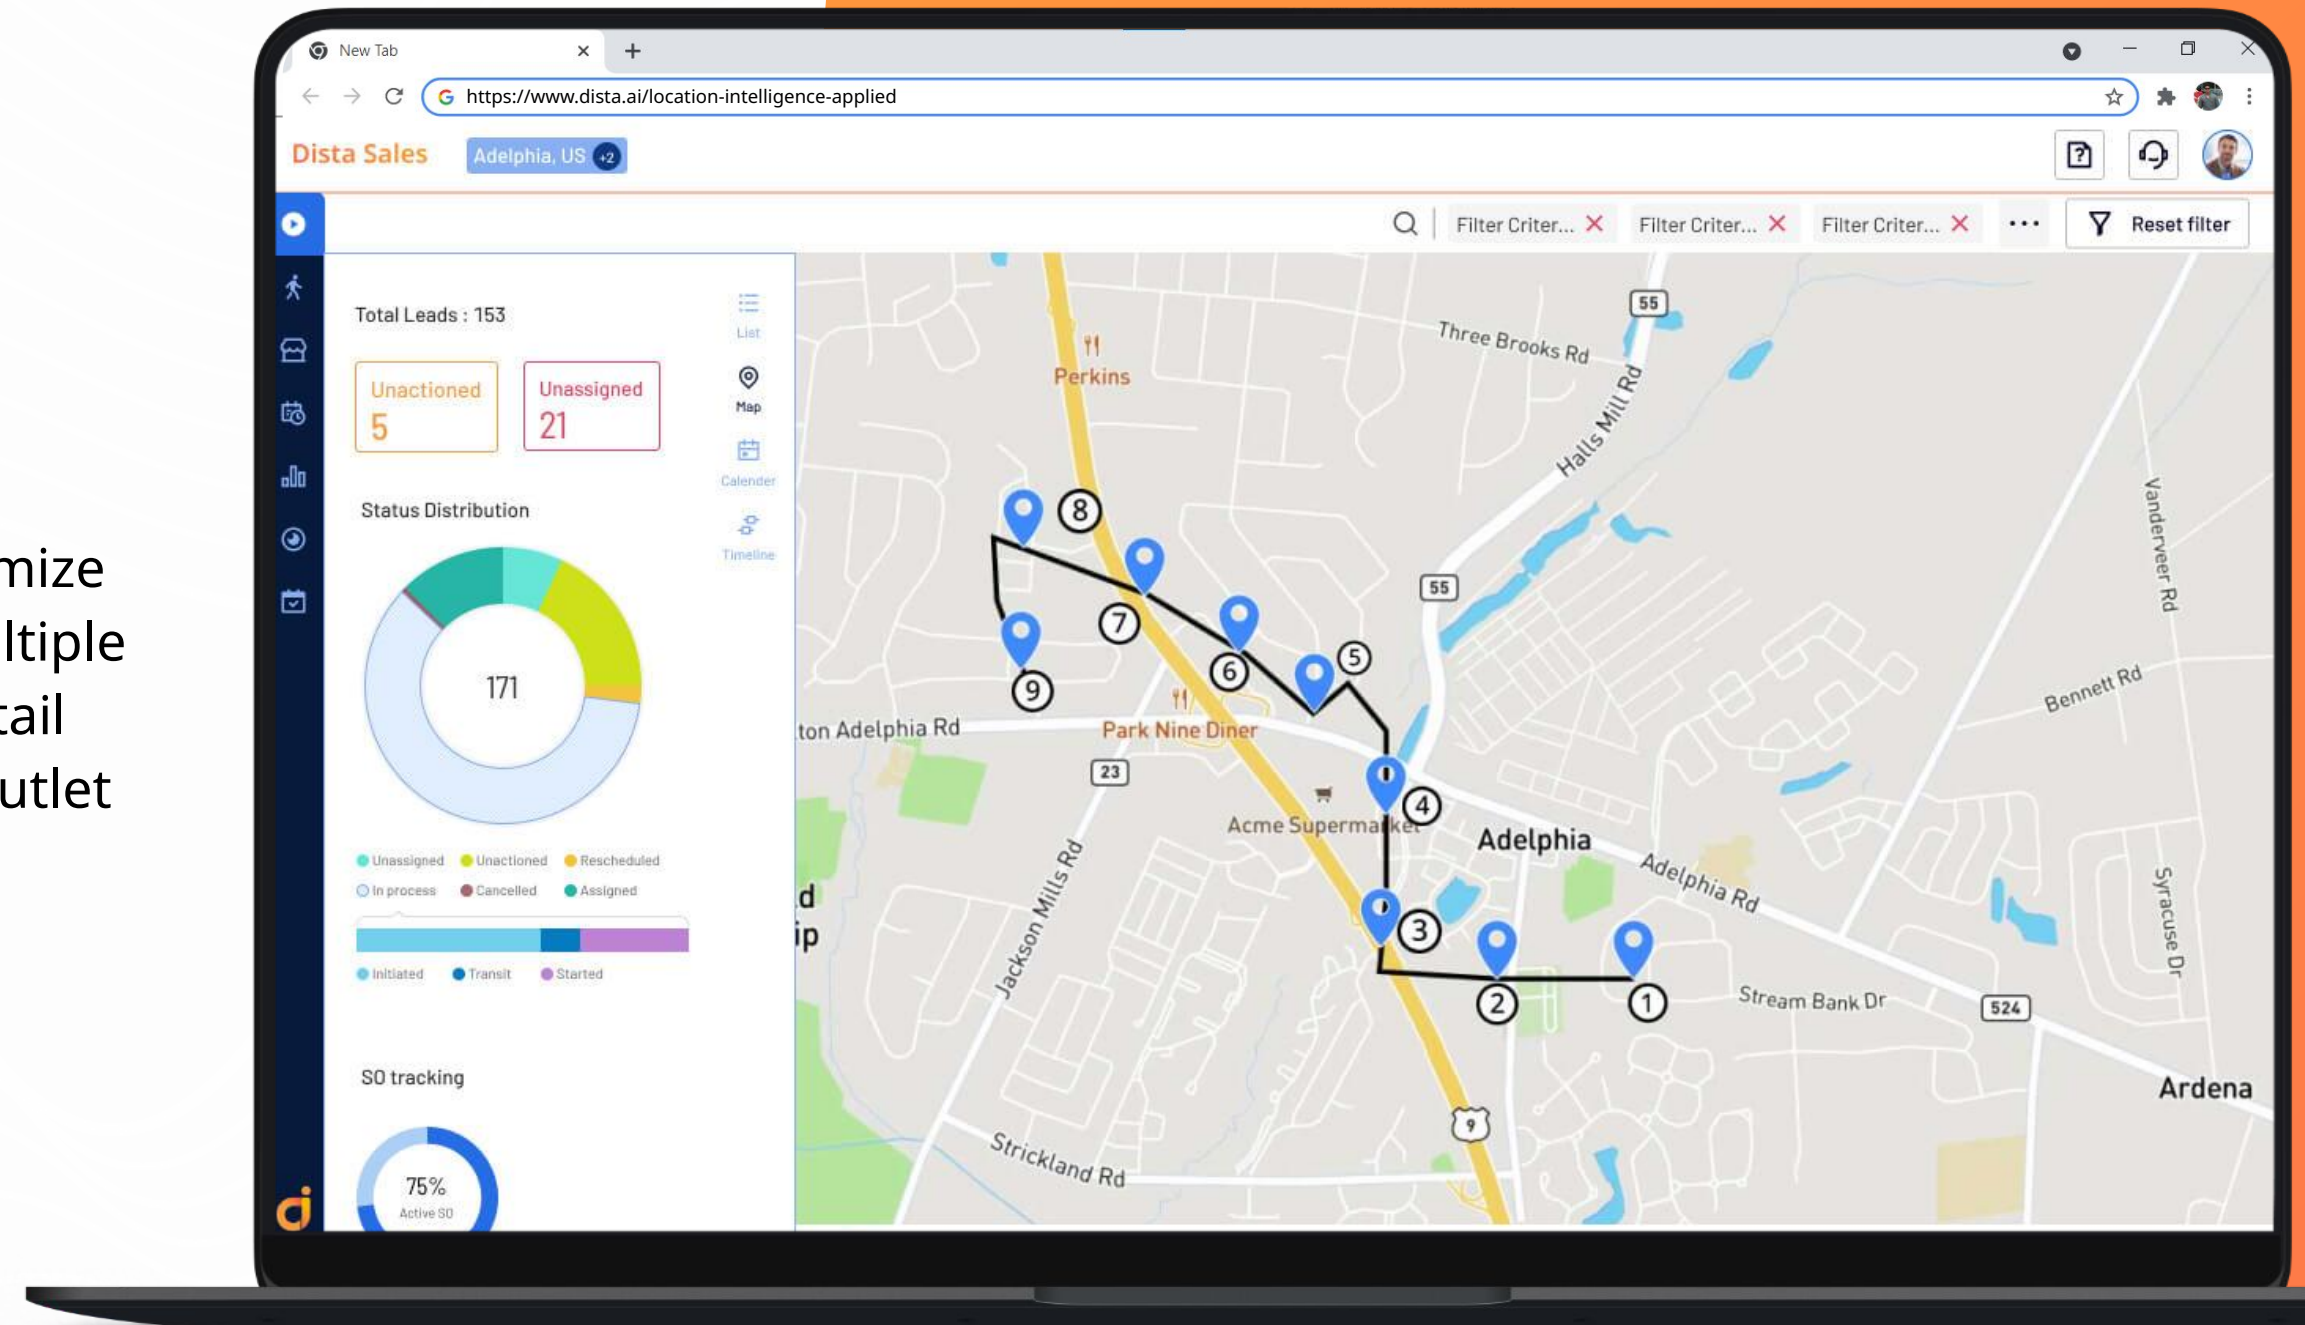 mize
ltiple
tail
utlet
New Tab
https://www.dista.ai/location-intelligence-applied
Dista Sales
Adelphia, US +2
Filter Criter...
Filter Criter...
Filter Criter...
Reset filter
Total Leads : 153
Unactioned
5
Unassigned
21
List
Map
Calender
Timeline
Status Distribution
171
Unassigned
Unactioned
Rescheduled
In process
Cancelled
Assigned
Initiated
Transit
Started
SO tracking
75%
Active SO
55
Three Brooks Rd
Perkins
Halls Mill Rd
Vanderveer Rd
8
55
7
5
6
9
Bennett Rd
ton Adelphia Rd
Park Nine Diner
23
4
Acme Supermarket
Adelphia
Adelphia Rd
Jackson Mills Rd
Syracuse Dr
d
ip
3
2
1
Stream Bank Dr
524
Ardena
9
Strickland Rd